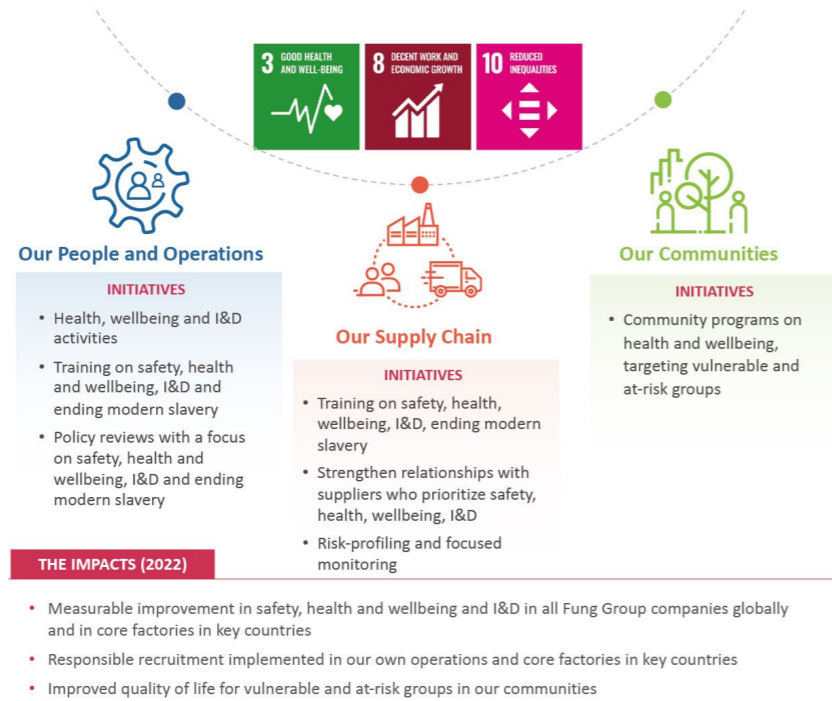 3 GOOD HEALTH
AND WELL-BEING
8 DECENT WORK AND
ECONOMIC GROWTH
10 REDUCED
INEQUALITIES
Our People and Operations
INITIATIVES
• Health, wellbeing and I&D
activities
• Training on safety, health
and wellbeing, I&D and
ending modern slavery
• Policy reviews with a focus
on safety, health and
wellbeing, I&D and ending
modern slavery
Our Supply Chain
INITIATIVES
• Training on safety, health,
wellbeing, I&D, ending modern
slavery
• Strengthen relationships with
suppliers who prioritize safety,
health, wellbeing, I&D
• Risk-profiling and focused
monitoring
Our Communities
INITIATIVES
• Community programs on
health and wellbeing,
targeting vulnerable and
at-risk groups
THE IMPACTS (2022)
• Measurable improvement in safety, health and wellbeing and I&D in all Fung Group companies globally
and in core factories in key countries
• Responsible recruitment implemented in our own operations and core factories in key countries
• Improved quality of life for vulnerable and at-risk groups in our communities